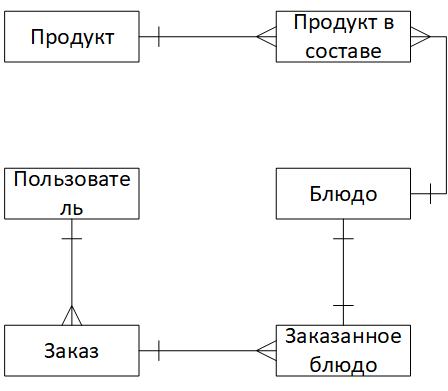 Продукт
Продукт в
составе
Пользовате
ль
Блюдо
Заказ
Заказанное
блюдо